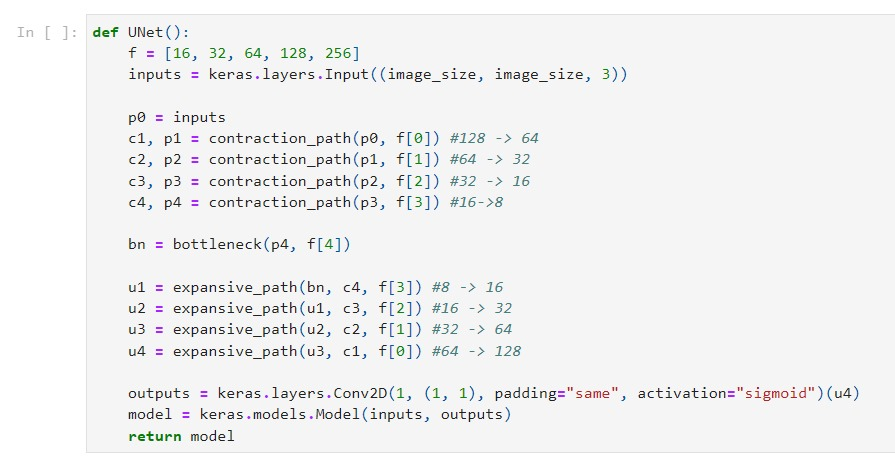 In [ ]: def UNet():
    f = [16, 32, 64, 128, 256]
    inputs = keras.layers.Input((image_size, image_size, 3))
    p0 = inputs
    c1, p1 = contraction_path(p0, f[0]) #128 -> 64
    c2, p2 = contraction_path(p1, f[1]) #64 -> 32
    c3, p3 = contraction_path(p2, f[2]) #32 -> 16
    c4, p4 = contraction_path(p3, f[3]) #16->8
    bn = bottleneck(p4, f[4])
    u1 = expansive_path(bn, c4, f[3]) #8 -> 16
    u2 = expansive_path(u1, c3, f[2]) #16 -> 32
    u3 = expansive_path(u2, c2, f[1]) #32 -> 64
    u4 = expansive_path(u3, c1, f[0]) #64 -> 128
    outputs = keras.layers.Conv2D(1, (1, 1), padding="same", activation="sigmoid")(u4)
    model = keras.models.Model(inputs, outputs)
    return model